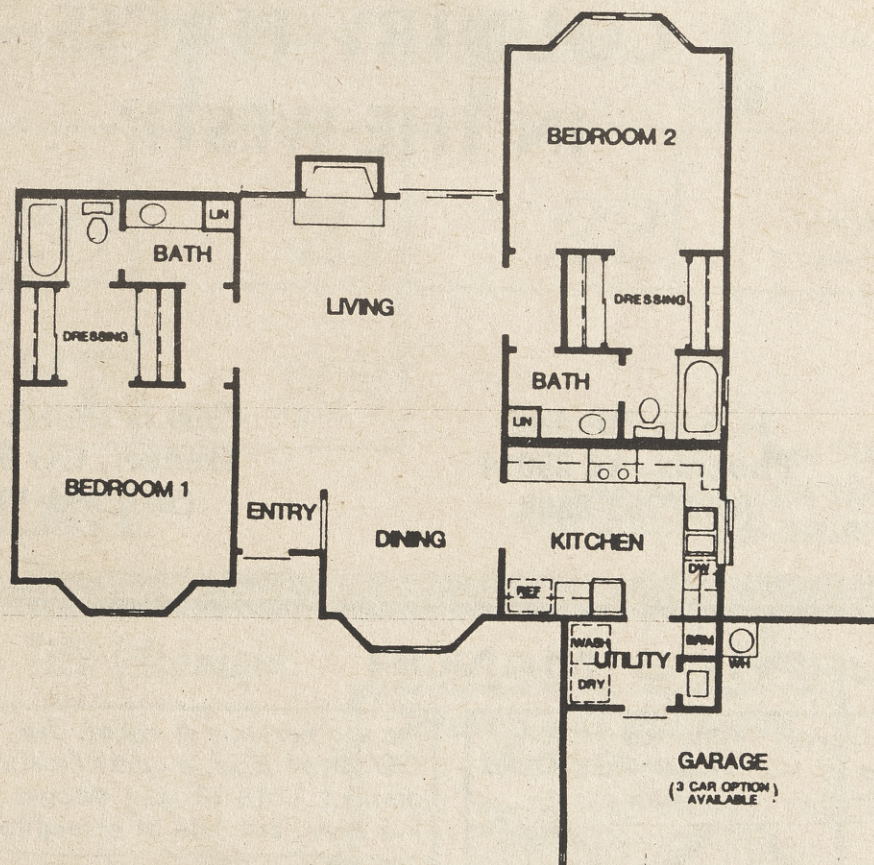 BEDROOM 2
LIN
BATH
LIVING
DRESSING
DRESSING
BATH
LIN
BEDROOM 1
ENTRY
DINING
KITCHEN
DW
REF
WASH
UTILITY
BRM
WH
DRY
GARAGE
(3 CAR OPTION)
AVAILABLE